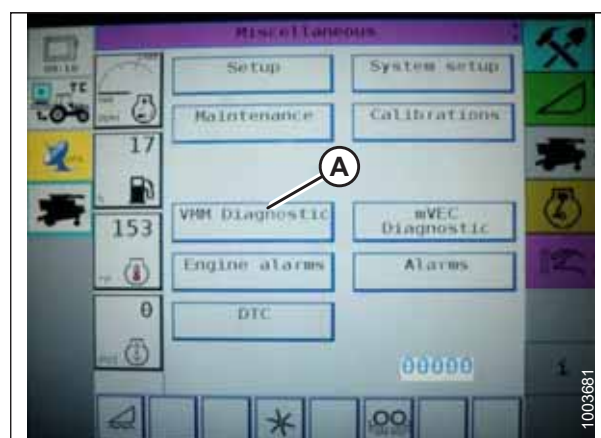 Miscellaneous
Setup
System setup
TC
Maintenance
Calibrations
17
A
153
VMM Diagnostic
mVEC
Diagnostic
Engine alarms
Alarms
0
DTC
00000
i
1003681